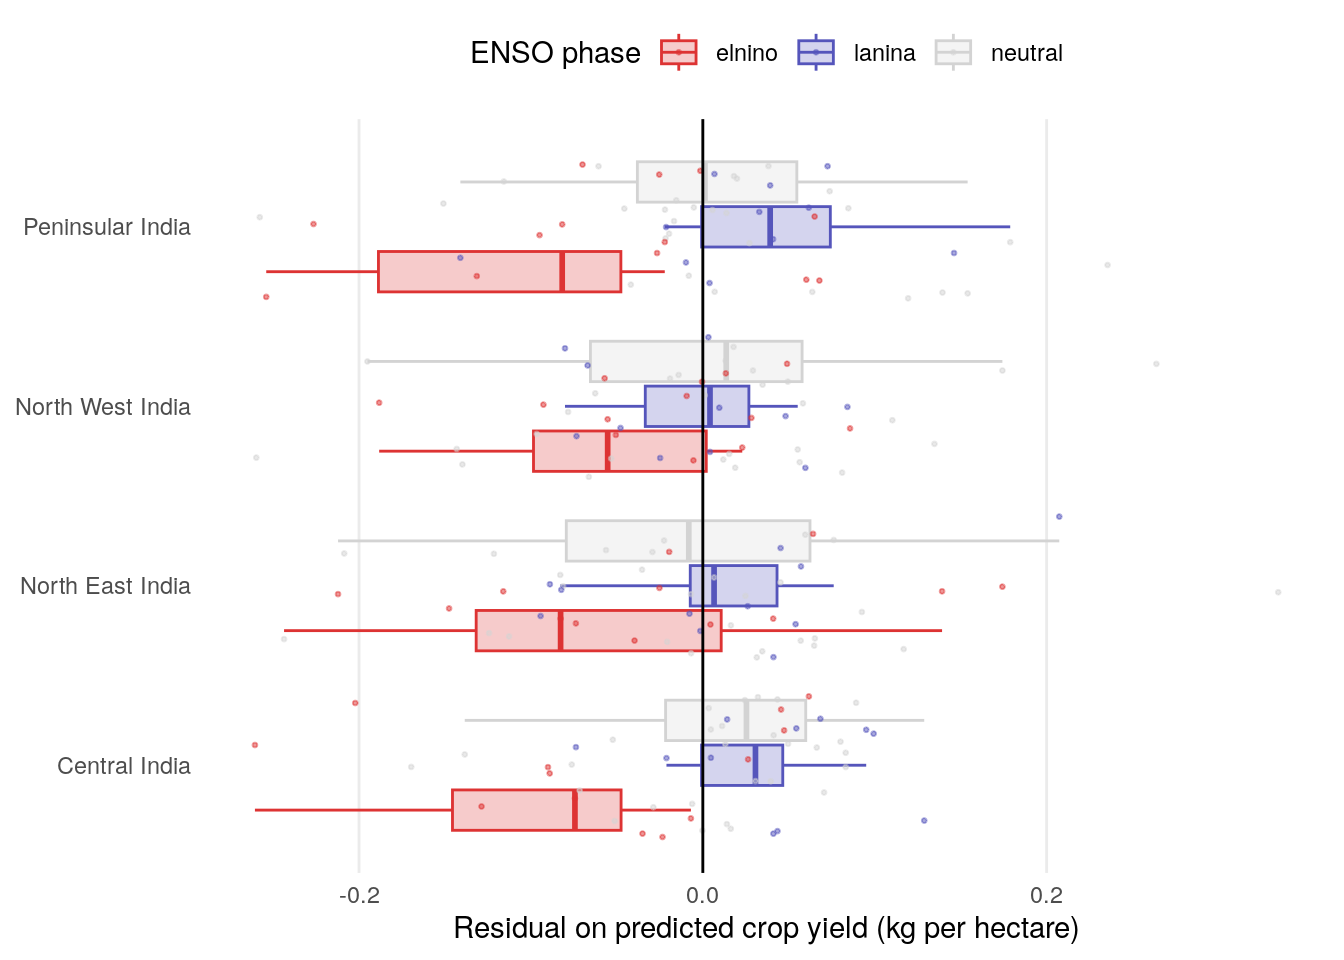 ENSO phase elnino lanina neutral
Peninsular India
North West India
North East India
Central India
-0.2 0.0 0.2
Residual on predicted crop yield (kg per hectare)